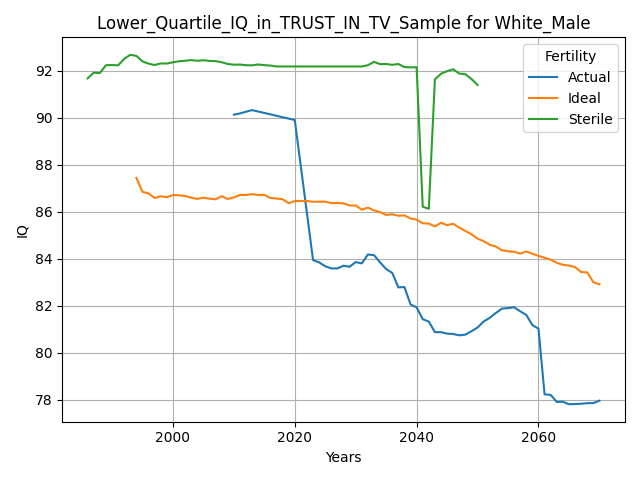 Lower_Quartile_IQ_in_TRUST_IN_TV_Sample for White_Male
Fertility
Actual
Ideal
Sterile
92
90
88
86
84
82
80
78
IQ
2000
2020
2040
2060
Years